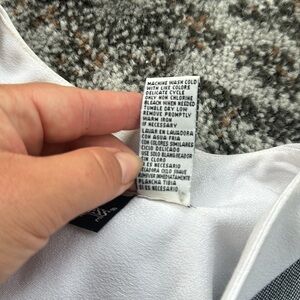 MACHINE WASH COLD
WITH LIKE COLORS
DELICATE CYCLE
ONLY NON CHLORINE
BLEACH WHEN NEEDED
TUMBLE DRY LOW
REMOVE PROMPTLY
WARM IRON
IF NECESSARY
LAVAR EN LAVADORA
CON AGUA FRIA
CON COLORES SIMILARES
CICLO DELICADO
USE SOLO BLANQUEADOR
SIN CLORO
SI ES NECESARIO
CICLO SUAVE
INMEDIATAMENTE
PLANCHA TIBIA
SI ES NECESARIO